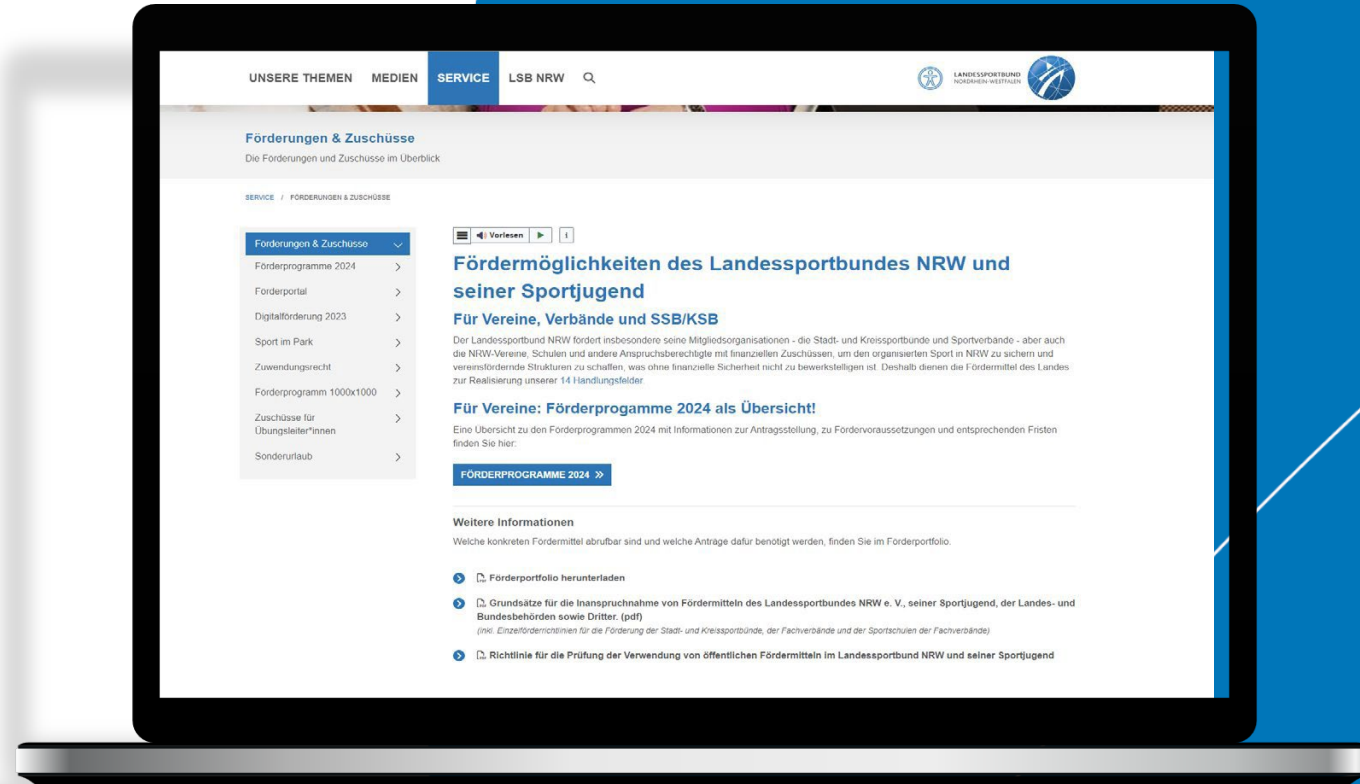 UNSERE THEMEN MEDIEN SERVICE LSB NRW
LANDESSPORTBUND
NORDRHEIN-WESTFALEN
Förderungen & Zuschüsse
Die Förderungen und Zuschüsse im Überblick
SERVICE / FÖRDERUNGEN & ZUSCHÜSSE
Förderungen & Zuschüsse
Förderprogramme 2024
Förderportal
Digitalförderung 2023
Sport im Park
Zuwendungsrecht
Förderprogramm 1000x1000
Zuschüsse für
Übungsleiter*innen
Sonderurlaub
Vorlesen i
Fördermöglichkeiten des Landessportbundes NRW und
seiner Sportjugend
Für Vereine, Verbände und SSB/KSB
Der Landessportbund NRW fördert insbesondere seine Mitgliedsorganisationen - die Stadt- und Kreissportbünde und Sportverbände - aber auch
die NRW-Vereine, Schulen und andere Anspruchsberechtigte mit finanziellen Zuschüssen, um den organisierten Sport in NRW zu sichern und
vereinsfördernde Strukturen zu schaffen, was ohne finanzielle Sicherheit nicht zu bewerkstelligen ist. Deshalb dienen die Fördermittel des Landes
zur Realisierung unserer 14 Handlungsfelder.
Für Vereine: Förderprogamme 2024 als Übersicht!
Eine Übersicht zu den Förderprogrammen 2024 mit Informationen zur Antragsstellung, zu Fördervoraussetzungen und entsprechenden Fristen
finden Sie hier:
FÖRDERPROGRAMME 2024 »
Weitere Informationen
Welche konkreten Fördermittel abrufbar sind und welche Anträge dafür benötigt werden, finden Sie im Förderportfolio.
Förderportfolio herunterladen
Grundsätze für die Inanspruchnahme von Fördermitteln des Landessportbundes NRW e. V., seiner Sportjugend, der Landes- und
Bundesbehörden sowie Dritter. (pdf)
(inkl. Einzelförderrichtlinien für die Förderung der Stadt- und Kreissportbünde, der Fachverbände und der Sportschulen der Fachverbände)
Richtlinie für die Prüfung der Verwendung von öffentlichen Fördermitteln im Landessportbund NRW und seiner Sportjugend